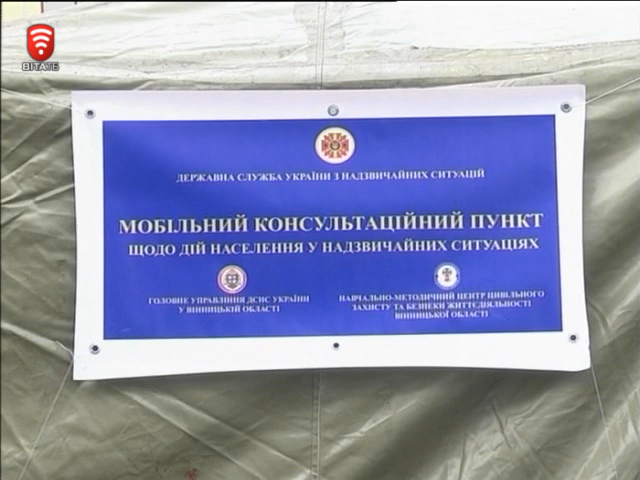 ВІТА ТБ
ДЕРЖАВНА СЛУЖБА УКРАЇНИ З НАДЗВИЧАЙНИХ СИТУАЦІЙ
МОБІЛЬНИЙ КОНСУЛЬТАЦІЙНИЙ ПУНКТ
ЩОДО ДІЙ НАСЕЛЕННЯ У НАДЗВИЧАЙНИХ СИТУАЦІЯХ
ГОЛОВНЕ УПРАВЛІННЯ ДСНС УКРАЇНИ
У ВІННИЦЬКІЙ ОБЛАСТІ
НАВЧАЛЬНО-МЕТОДИЧНИЙ ЦЕНТР ЦИВІЛЬНОГО
ЗАХИСТУ ТА БЕЗПЕКИ ЖИТТЄДІЯЛЬНОСТІ
ВІННИЦЬКОЇ ОБЛАСТІ